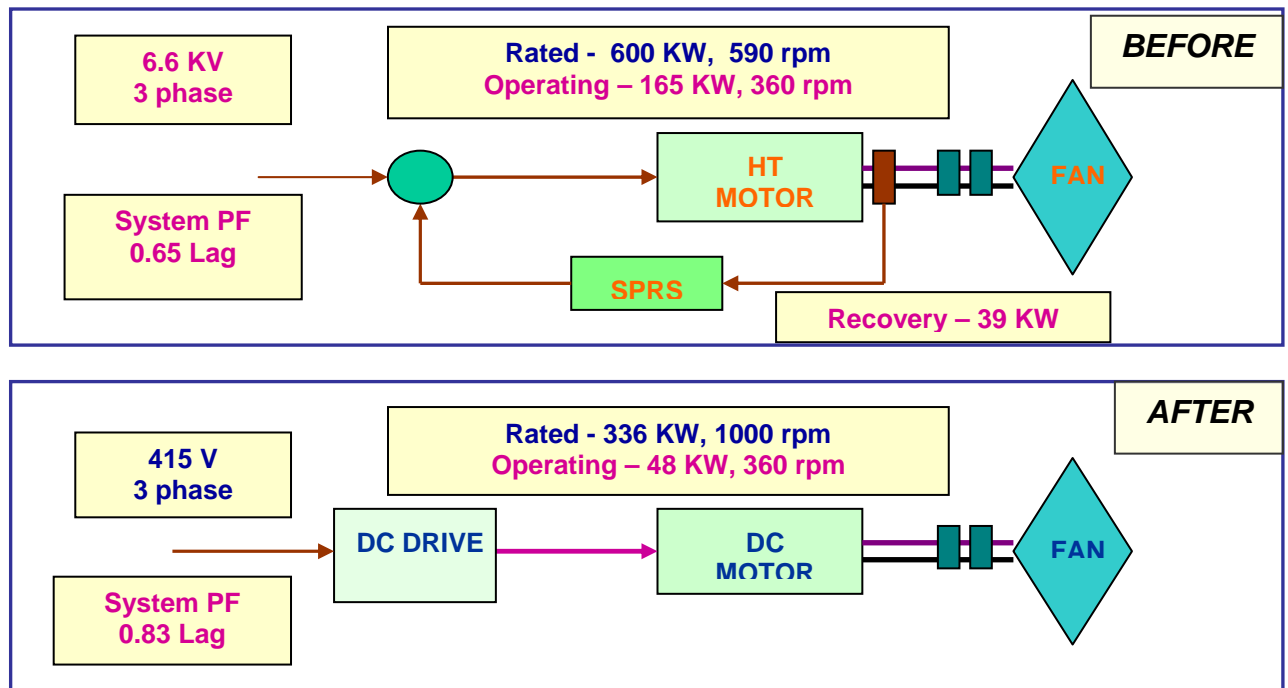 6.6 KV
3 phase
Rated - 600 KW, 590 rpm
Operating – 165 KW, 360 rpm
BEFORE
System PF
0.65 Lag
HT
MOTOR
FAN
SPRS
Recovery – 39 KW
AFTER
415 V
3 phase
Rated - 336 KW, 1000 rpm
Operating – 48 KW, 360 rpm
DC DRIVE
DC
MOTOR
FAN
System PF
0.83 Lag